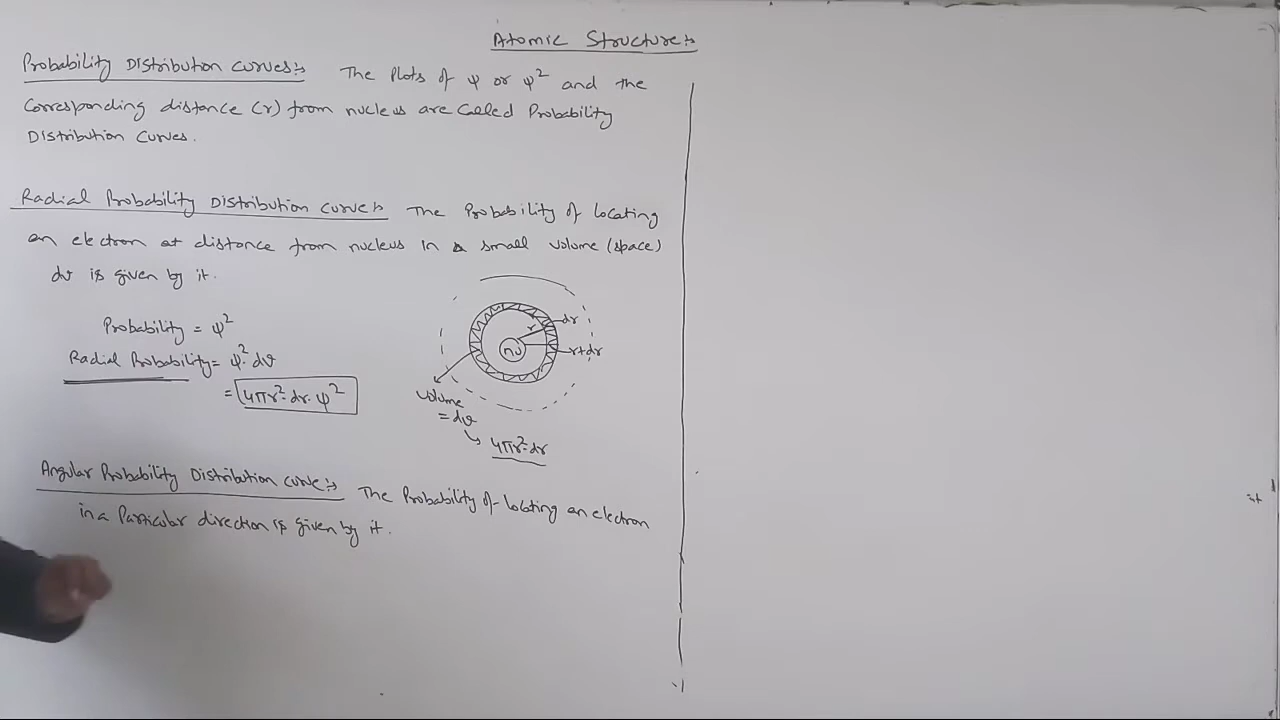 Atomic Structure:-
Probability Distribution Curves:- The Plots of ψ or ψ² and the
Corresponding distance (r) from nucleus are Called Probability
Distribution Curves.
Radial Probability Distribution Curve:- The Probability of locating
an electron at distance from nucleus in a small volume (space)
dv is given by it.
Probability = ψ²
Radial Probability = ψ². dv
= 4πr². dr. ψ²
dr
r
nu
r+dr
Volume
= dv
4πr². dr
Angular Probability Distribution Curve:- The Probability of locating an electron
in a Particular direction is given by it.